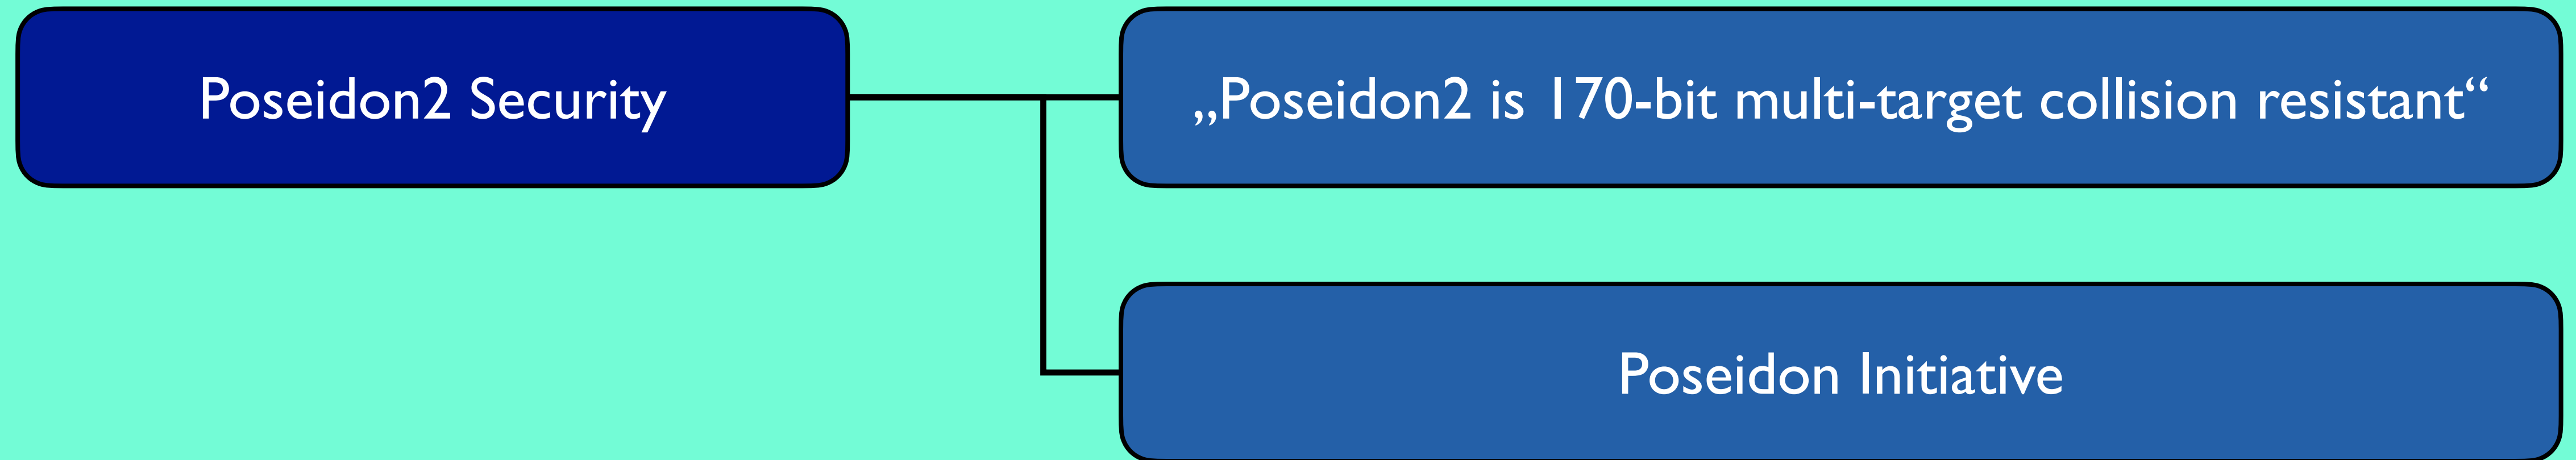 Poseidon2 Security
„Poseidon2 is 170-bit multi-target collision resistant“
Poseidon Initiative